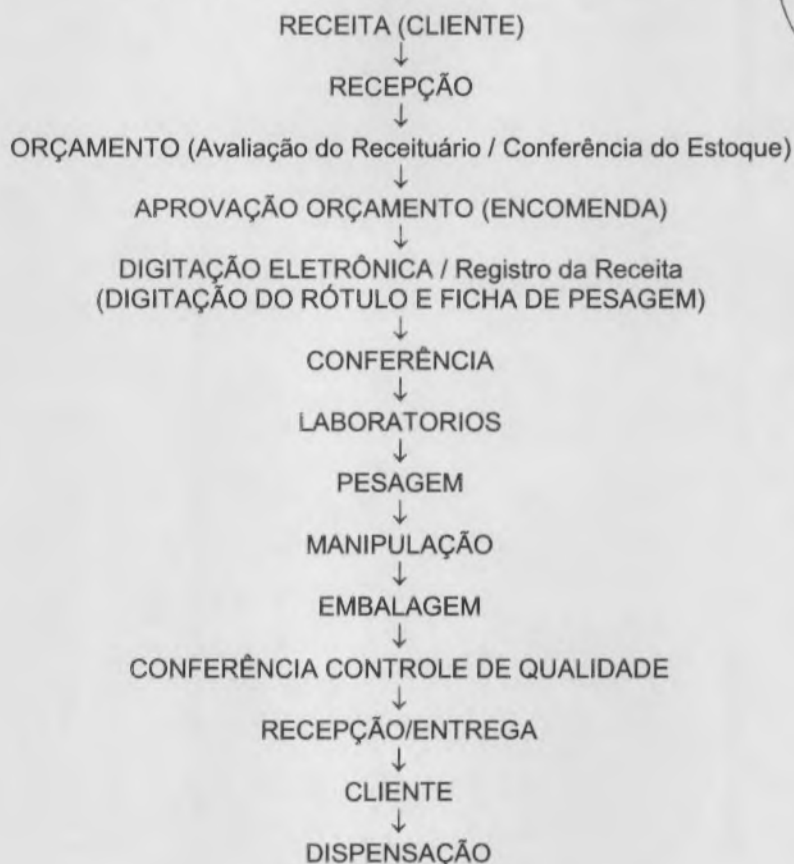 RECEITA (CLIENTE)
↓
RECEPÇÃO
↓
ORÇAMENTO (Avaliação do Receituário / Conferência do Estoque)
↓
APROVAÇÃO ORÇAMENTO (ENCOMENDA)
↓
DIGITAÇÃO ELETRÔNICA / Registro da Receita
(DIGITAÇÃO DO RÓTULO E FICHA DE PESAGEM)
↓
CONFERÊNCIA
↓
LABORATORIOS
↓
PESAGEM
↓
MANIPULAÇÃO
↓
EMBALAGEM
↓
CONFERÊNCIA CONTROLE DE QUALIDADE
↓
RECEPÇÃO/ENTREGA
↓
CLIENTE
↓
DISPENSAÇÃO